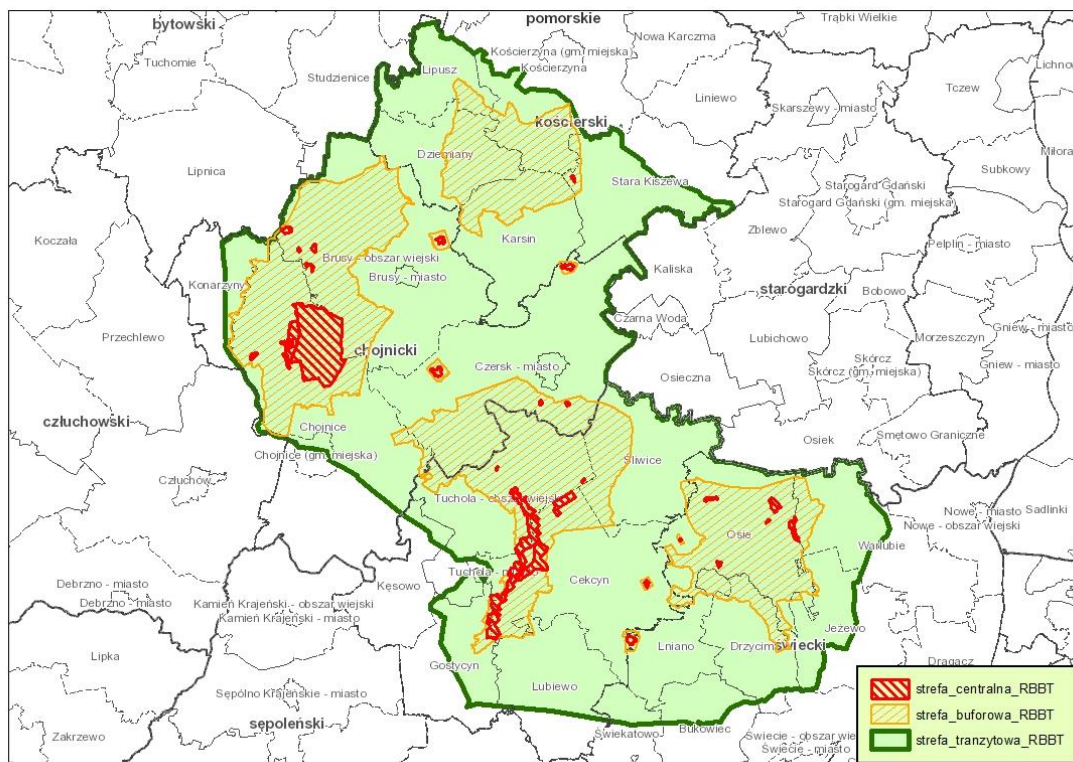 bytowski
pomorskie
Trąbki Wielkie
Tuchomie
Studzienice
Lipusz
Kościerzyna (gm. miejska)
Kościerzyna
Nowa Karczma
Liniewo
Skarszewy - miasto
Tczew
kościerski
Dziemiany
Stara Kiszewa
Lipnica
Koczała
Starogard Gdański
Starogard Gdański (gm. miejska)
Subkowy
Zblewo
Pelplin - miasto
Karsin
Brusy - obszar wiejski
Brusy - miasto
Kaliska
Konarzyny
starogardzki
Bobowo
Przechlewo
Czarna Woda
Lubichowo
Morzeszczyn
Gniew - miasto
Gniew - miasto
chojnicki
Czersk - miasto
Osieczna
Skórcz
Skórcz (gm. miejska)
człuchowski
Chojnice
Chojnice (gm. miejska)
Osiek
Smętowo Graniczne
Człuchów
Śliwice
Tuchola - obszar wiejski
Nowe - miasto
Nowe - obszar wiejski
Sadlinki
Osie
Warlubie
Tuchola - miasto
Cekcyn
Kęsowo
Debrzno - miasto
Debrzno - miasto
Kamień Krajeński - obszar wiejski
Kamień Krajeński - miasto
Jeżewo
Lniano
Drzycim
świecki
Lipka
Gostycyn
Lubiewo
Dragacz
Sępólno Krajeńskie - miasto
sepoleński
Zakrzewo
Świekatowo
Bukowiec
Świecie - obszar
Świecie - miasto
strefa_centralna_RBBT
strefa_buforowa_RBBT
strefa_tranzytowa_RBBT